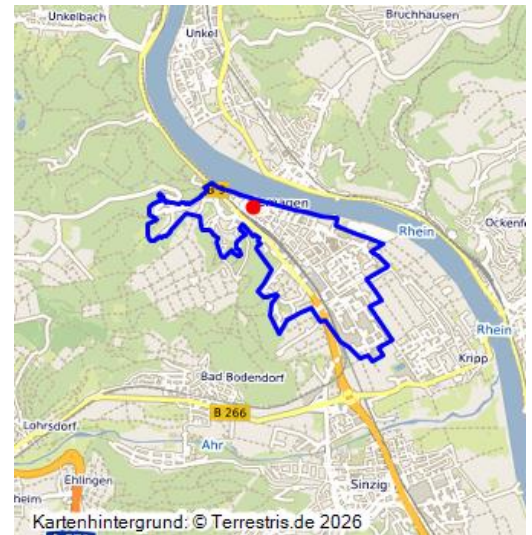 Unkelbach
Bruchhausen
Unkel
Rhein
Ockenfe
Rhein
Kripp
Bad Bodendorf
B 266
Lohrsdorf
Ahr
Ehlingen
Sinzig
heim
Kartenhintergrund: © Terrestris.de 2026